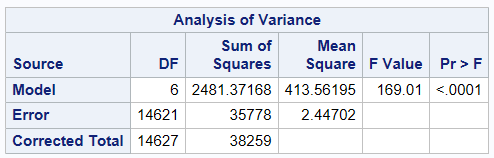 Analysis of Variance
Source DF Sum of Squares Mean Square F Value Pr > F
Model 6 2481.37168 413.56195 169.01 <.0001
Error 14621 35778 2.44702
Corrected Total 14627 38259